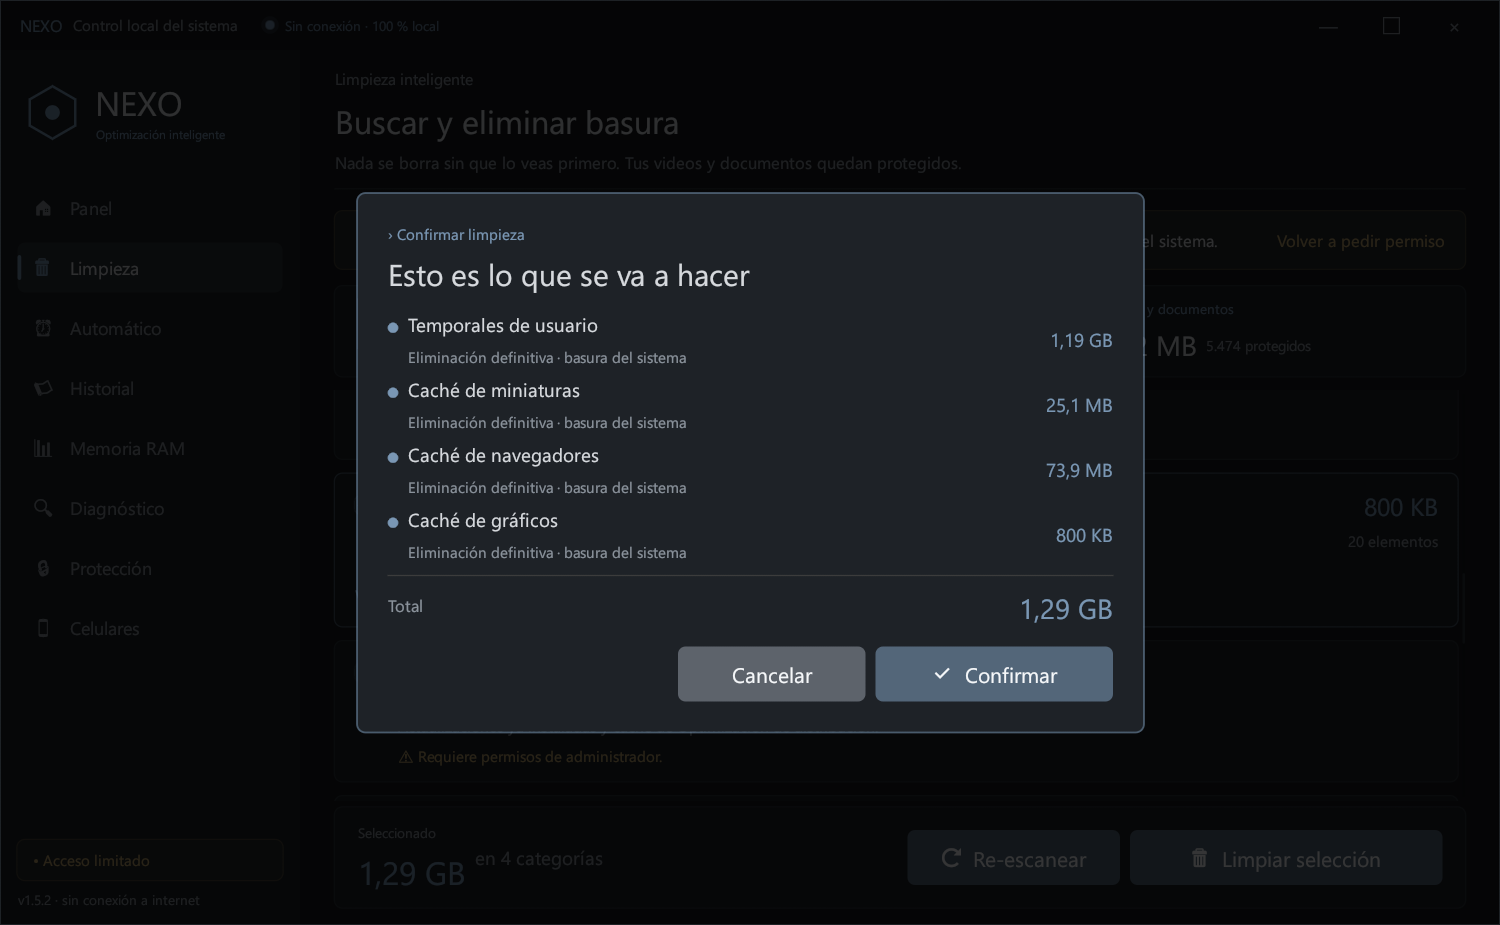 NEXO Control local del sistema Sin conexión · 100 % local
NEXO
Optimización inteligente
Panel
Limpieza
Automático
Historial
Memoria RAM
Diagnóstico
Protección
Celulares
• Acceso limitado
v1.5.2 · sin conexión a internet
Limpieza inteligente
Buscar y eliminar basura
Nada se borra sin que lo veas primero. Tus videos y documentos quedan protegidos.
el sistema. Volver a pedir permiso
y documentos
MB 5.474 protegidos
800 KB
20 elementos
› Confirmar limpieza
Esto es lo que se va a hacer
Temporales de usuario
Eliminación definitiva · basura del sistema
1,19 GB
Caché de miniaturas
Eliminación definitiva · basura del sistema
25,1 MB
Caché de navegadores
Eliminación definitiva · basura del sistema
73,9 MB
Caché de gráficos
Eliminación definitiva · basura del sistema
800 KB
Total
1,29 GB
Cancelar
✓ Confirmar
⚠ Requiere permisos de administrador.
Seleccionado
1,29 GB en 4 categorías
Re-escanear
Limpiar selección